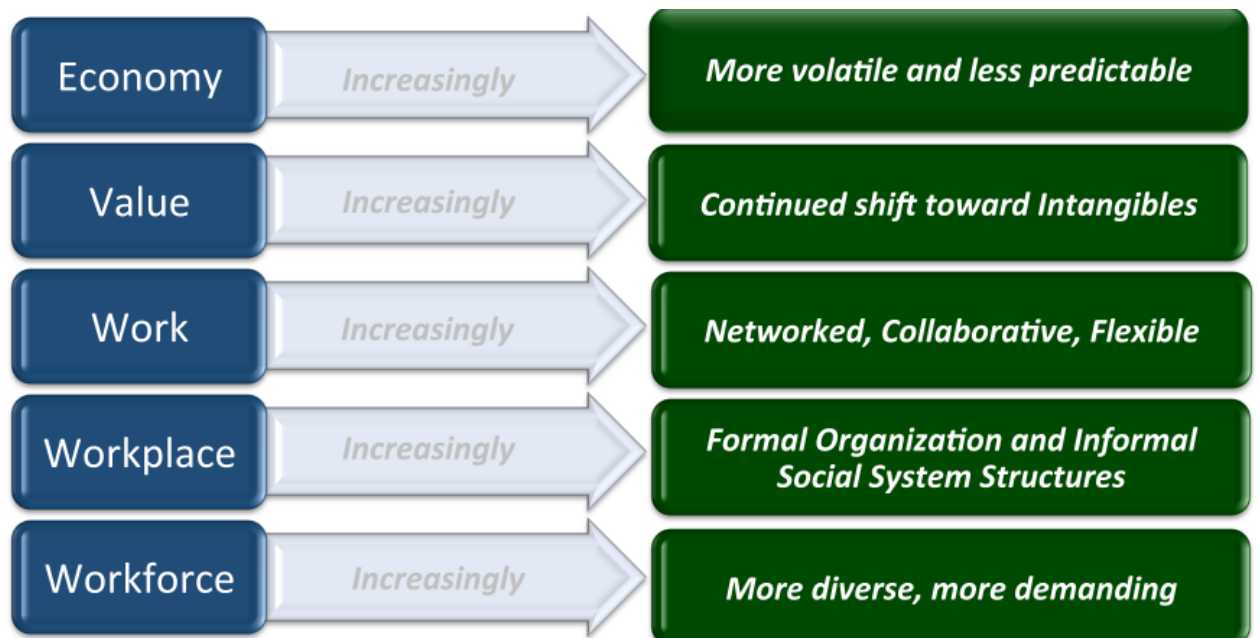 Economy
Increasingly
More volatile and less predictable
Value
Increasingly
Continued shift toward Intangibles
Work
Increasingly
Networked, Collaborative, Flexible
Workplace
Increasingly
Formal Organization and Informal
Social System Structures
Workforce
Increasingly
More diverse, more demanding